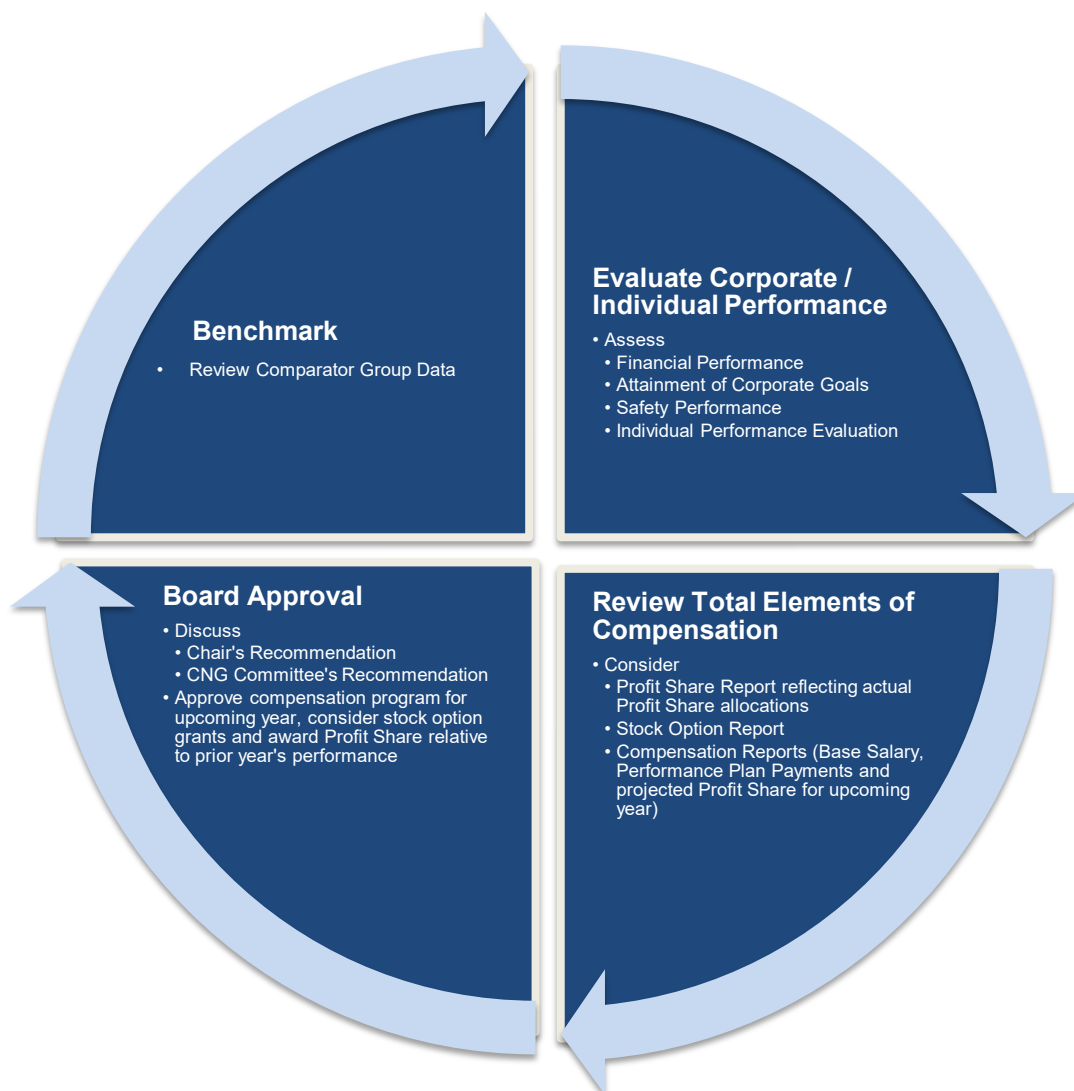 Benchmark
• Review Comparator Group Data
Evaluate Corporate /
Individual Performance
• Assess
• Financial Performance
• Attainment of Corporate Goals
• Safety Performance
• Individual Performance Evaluation
Review Total Elements of
Compensation
• Consider
• Profit Share Report reflecting actual
Profit Share allocations
• Stock Option Report
• Compensation Reports (Base Salary,
Performance Plan Payments and
projected Profit Share for upcoming
year)
Board Approval
• Discuss
• Chair's Recommendation
• CNG Committee's Recommendation
• Approve compensation program for
upcoming year, consider stock option
grants and award Profit Share relative
to prior year's performance